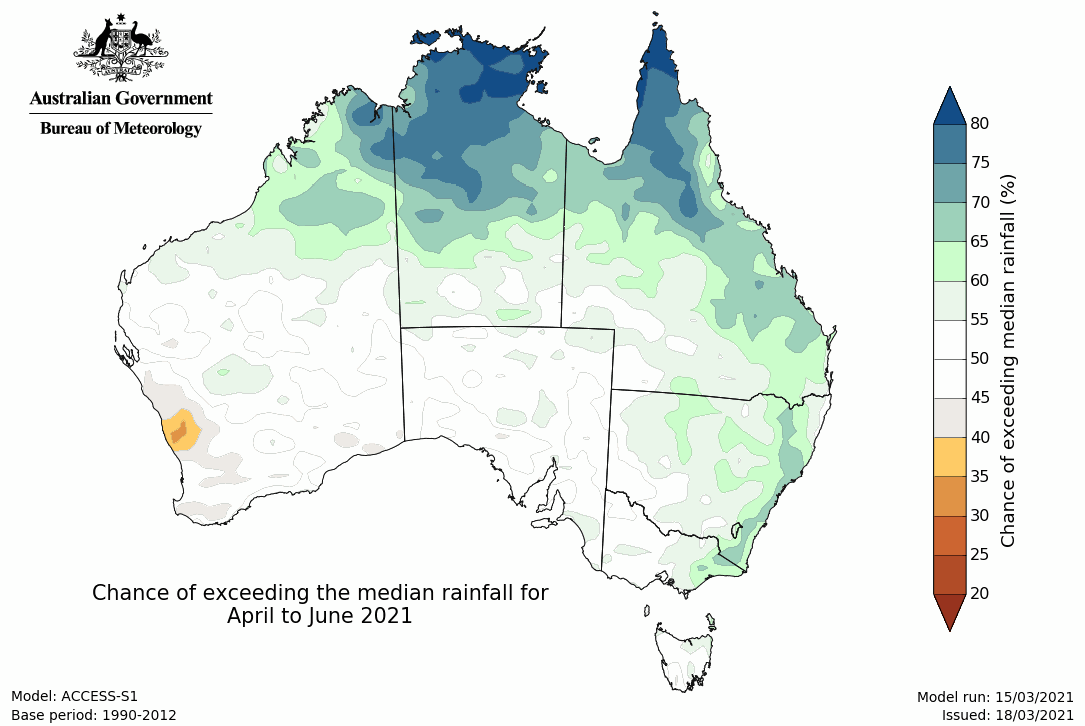 Australian Government
Bureau of Meteorology
80
75
70
65
60
55
50
45
40
35
30
25
20
Chance of exceeding median rainfall (%)
Chance of exceeding the median rainfall for
April to June 2021
Model: ACCESS-S1
Base period: 1990-2012
Model run: 15/03/2021
Issued: 18/03/2021